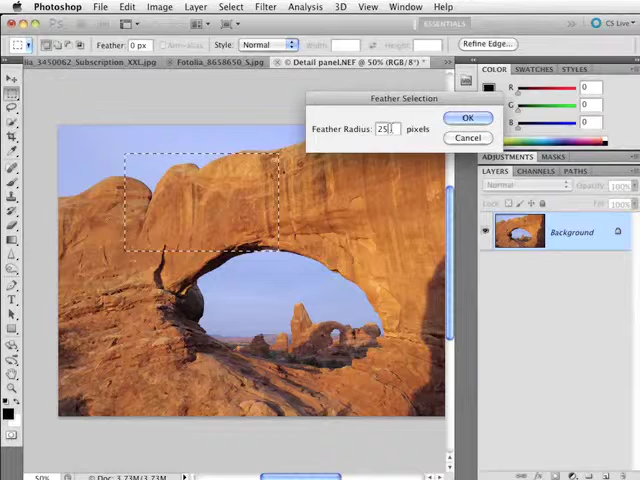 Photoshop File Edit Image Layer Select Filter Analysis 3D View Window Help
ESSENTIALS CS Live
Feather: 0 px Anti-alias Style: Normal Width: Height: Refine Edge...
lia_3450062_Subscription_XXL.jpg Fotolia_8658650_S.jpg © Detail panel.NEF @ 50% (RGB/8*) *
Feather Selection
Feather Radius: 25 pixels
OK
Cancel
COLOR SWATCHES STYLES
R 0
G 0
B 0
ADJUSTMENTS MASKS
LAYERS CHANNELS PATHS
Normal Opacity: 100%
Lock: Fill: 100%
Background
50% Doc: 3.73M/3.73M